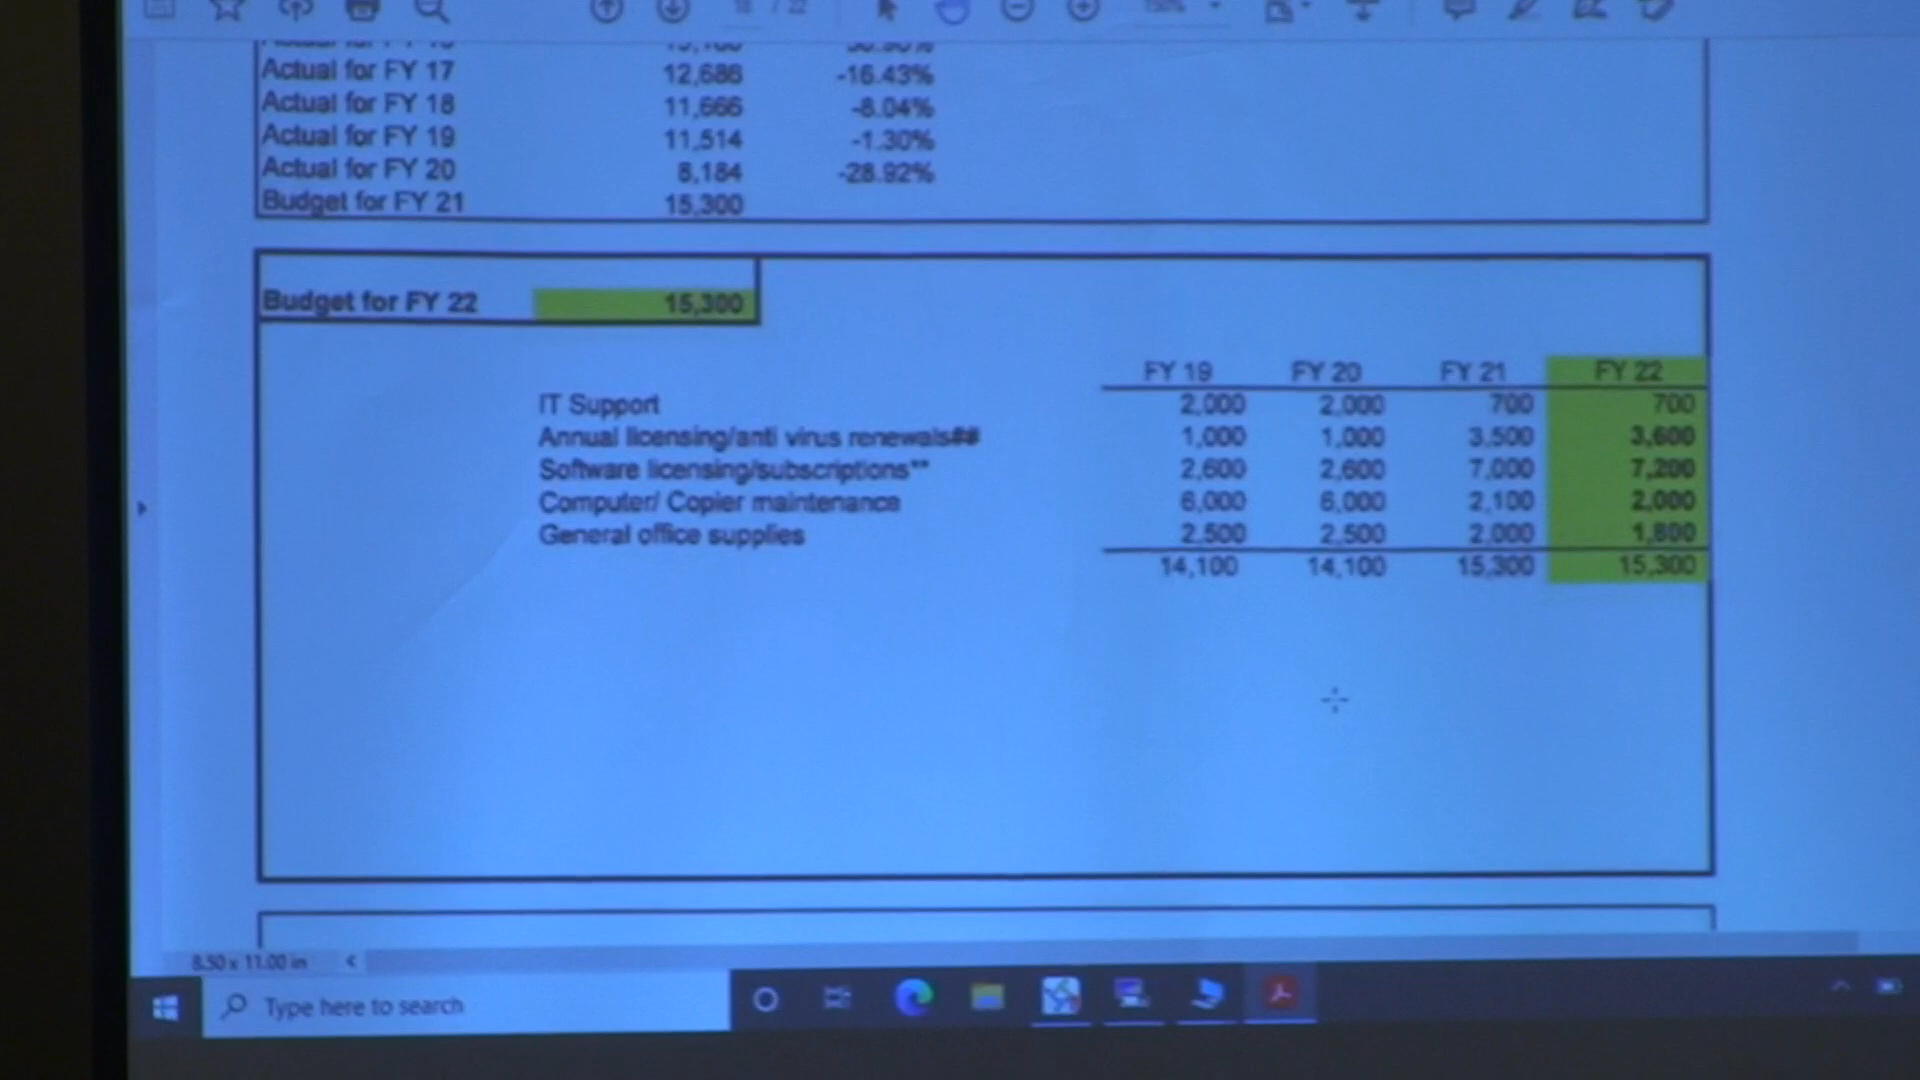 Actual for FY 17 12,686 -16.43%
Actual for FY 18 11,666 -8.04%
Actual for FY 19 11,514 -1.30%
Actual for FY 20 8,184 -28.92%
Budget for FY 21 15,300
Budget for FY 22 15,300
FY 19 FY 20 FY 21 FY 22
IT Support 2,000 2,000 700 700
Annual licensing/anti virus renewals## 1,000 1,000 3,500 3,600
Software licensing/subscriptions** 2,600 2,600 7,000 7,200
Computer/ Copier maintenance 6,000 6,000 2,100 2,000
General office supplies 2,500 2,500 2,000 1,800
14,100 14,100 15,300 15,300
8.50 x 11.00 in
Type here to search